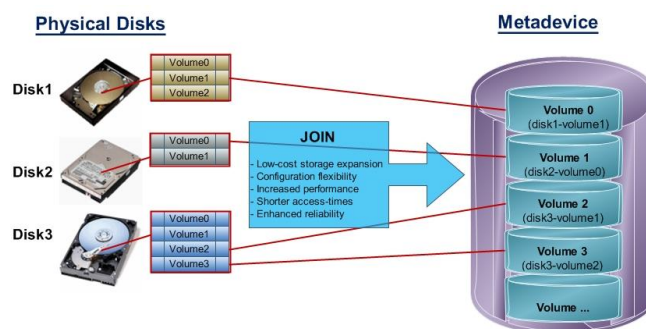 Physical Disks
Metadevice
Disk1
Volume0
Volume1
Volume2
Disk2
Volume0
Volume1
Disk3
Volume0
Volume1
Volume2
Volume3
JOIN
- Low-cost storage expansion
- Configuration flexibility
- Increased performance
- Shorter access-times
- Enhanced reliability
Volume 0
(disk1-volume1)
Volume 1
(disk2-volume0)
Volume 2
(disk3-volume1)
Volume 3
(disk3-volume2)
Volume ...